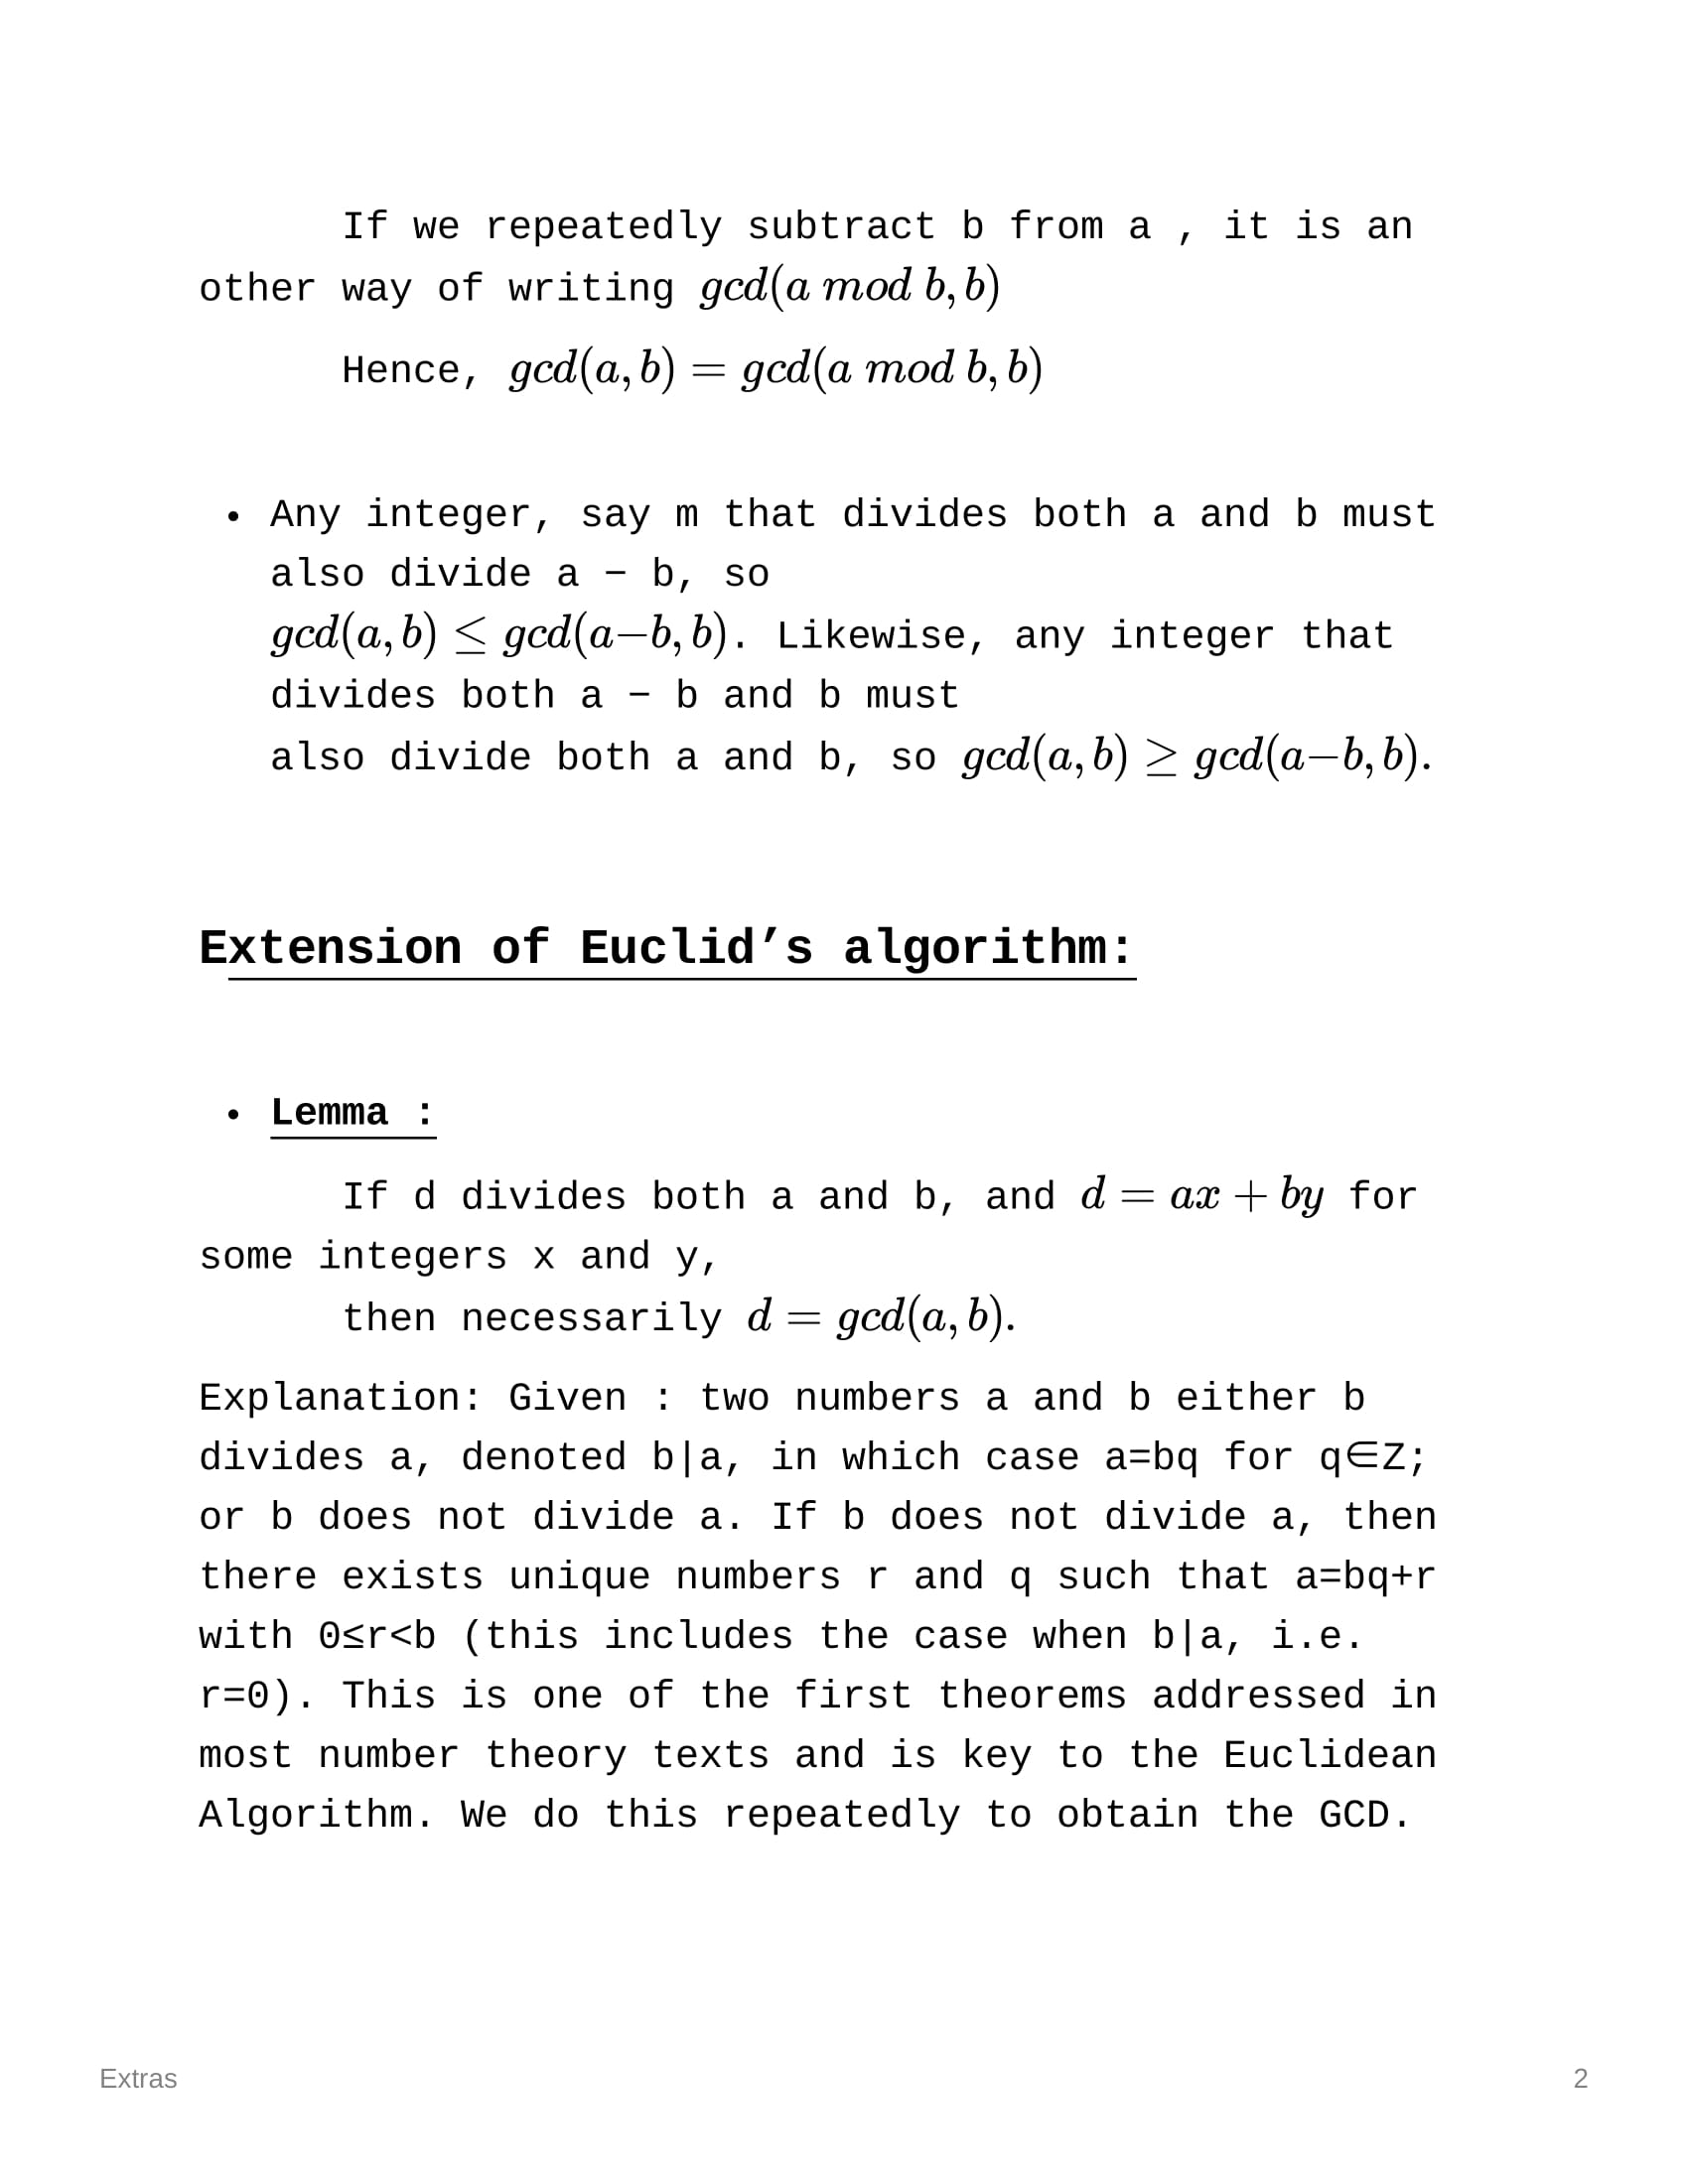 If we repeatedly subtract b from a , it is an
other way of writing gcd(a mod b, b)
Hence, gcd(a, b) = gcd(a mod b, b)
• Any integer, say m that divides both a and b must
also divide a − b, so
gcd(a, b) ≤ gcd(a−b, b). Likewise, any integer that
divides both a − b and b must
also divide both a and b, so gcd(a, b) ≥ gcd(a−b, b).
Extension of Euclid’s algorithm:
• Lemma :
If d divides both a and b, and d = ax + by for
some integers x and y,
then necessarily d = gcd(a, b).
Explanation: Given : two numbers a and b either b
divides a, denoted b|a, in which case a=bq for q∈Z;
or b does not divide a. If b does not divide a, then
there exists unique numbers r and q such that a=bq+r
with 0≤r<b (this includes the case when b|a, i.e.
r=0). This is one of the first theorems addressed in
most number theory texts and is key to the Euclidean
Algorithm. We do this repeatedly to obtain the GCD.
Extras 2